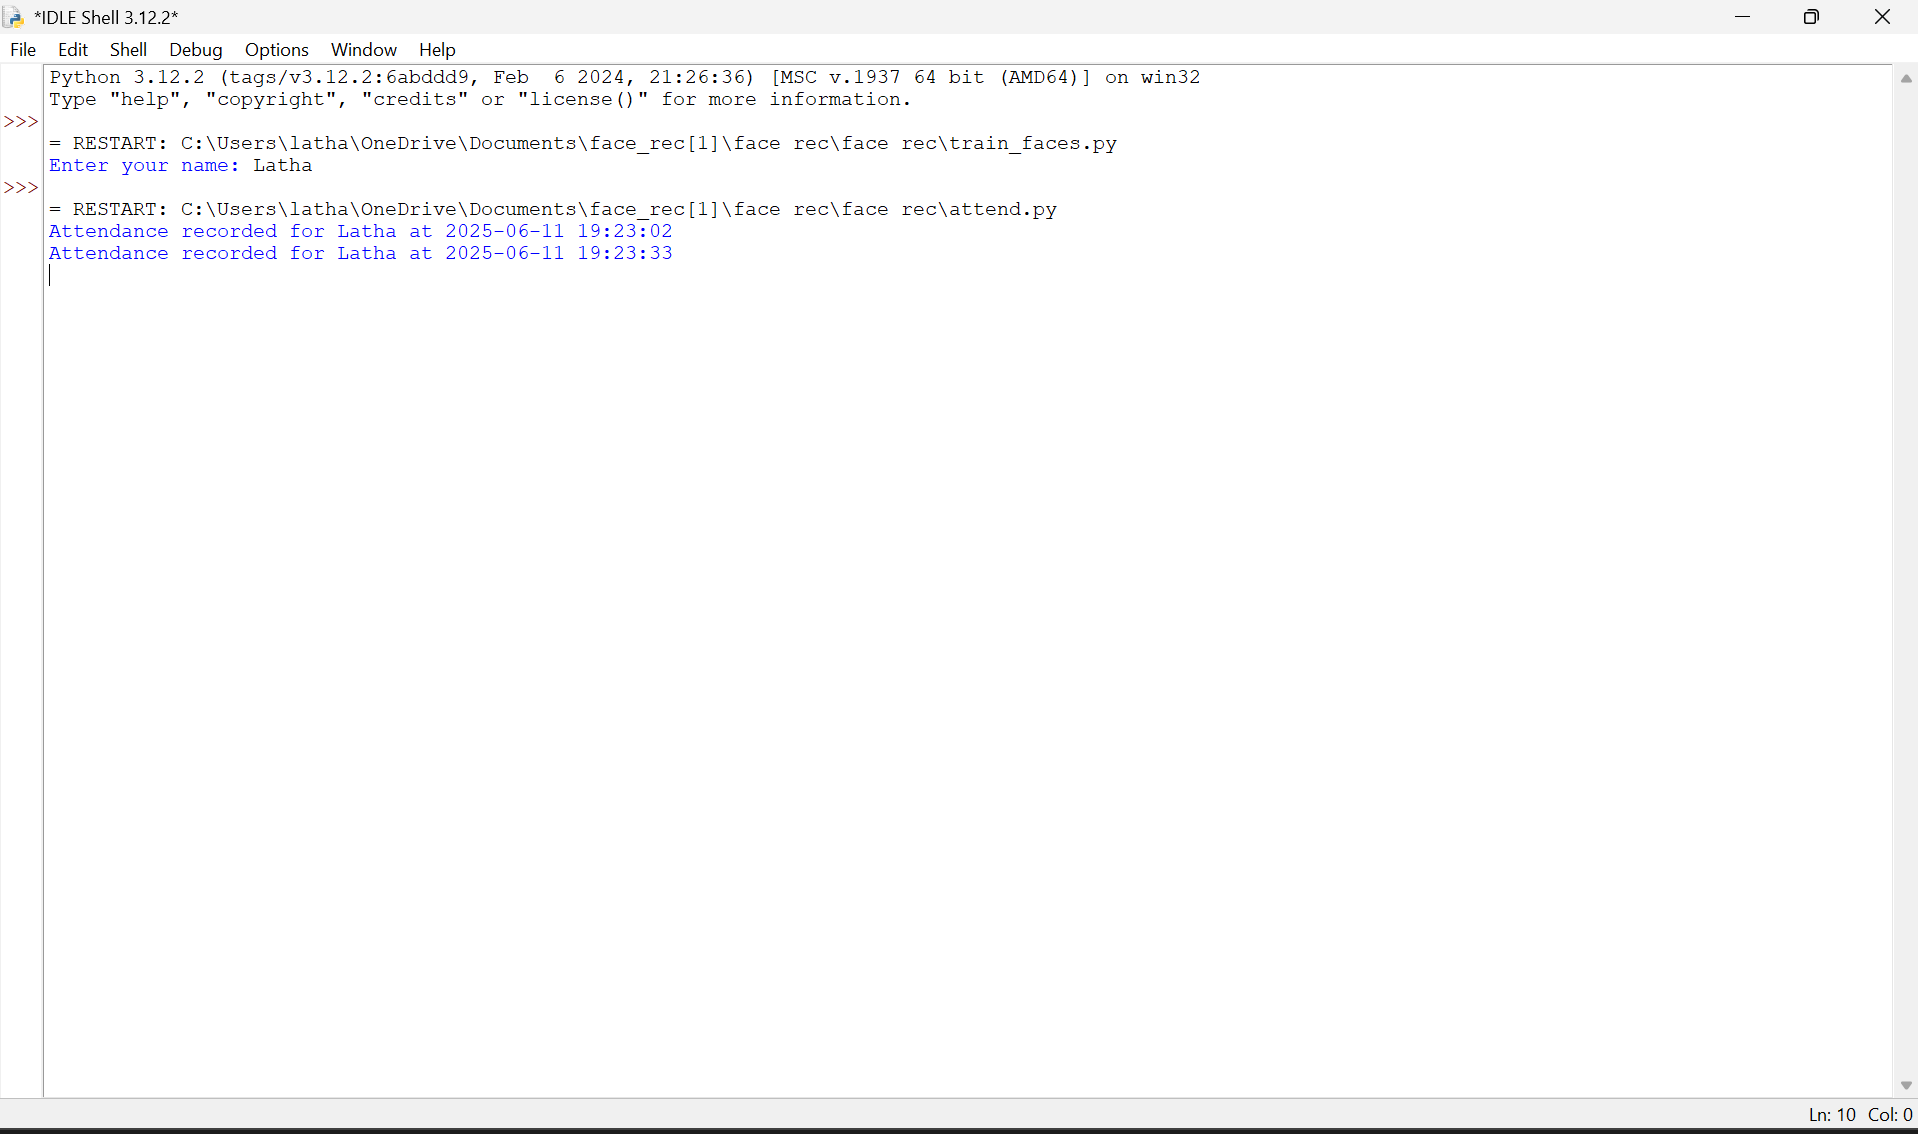 *IDLE Shell 3.12.2*
File Edit Shell Debug Options Window Help
Python 3.12.2 (tags/v3.12.2:6abddd9, Feb  6 2024, 21:26:36) [MSC v.1937 64 bit (AMD64)] on win32
Type "help", "copyright", "credits" or "license()" for more information.
>>>
= RESTART: C:\Users\latha\OneDrive\Documents\face_rec[1]\face rec\face rec\train_faces.py
Enter your name: Latha
>>>
= RESTART: C:\Users\latha\OneDrive\Documents\face_rec[1]\face rec\face rec\attend.py
Attendance recorded for Latha at 2025-06-11 19:23:02
Attendance recorded for Latha at 2025-06-11 19:23:33
Ln: 10 Col: 0